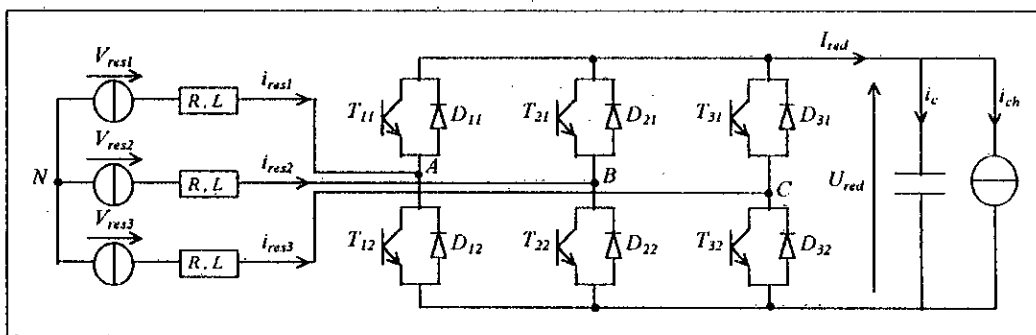 V_res1
i_res1
R, L
V_res2
i_res2
N
R, L
V_res3
i_res3
R, L
T_11
D_11
T_21
D_21
T_31
D_31
A
B
C
T_12
D_12
T_22
D_22
T_32
D_32
I_red
i_c
i_ch
U_red